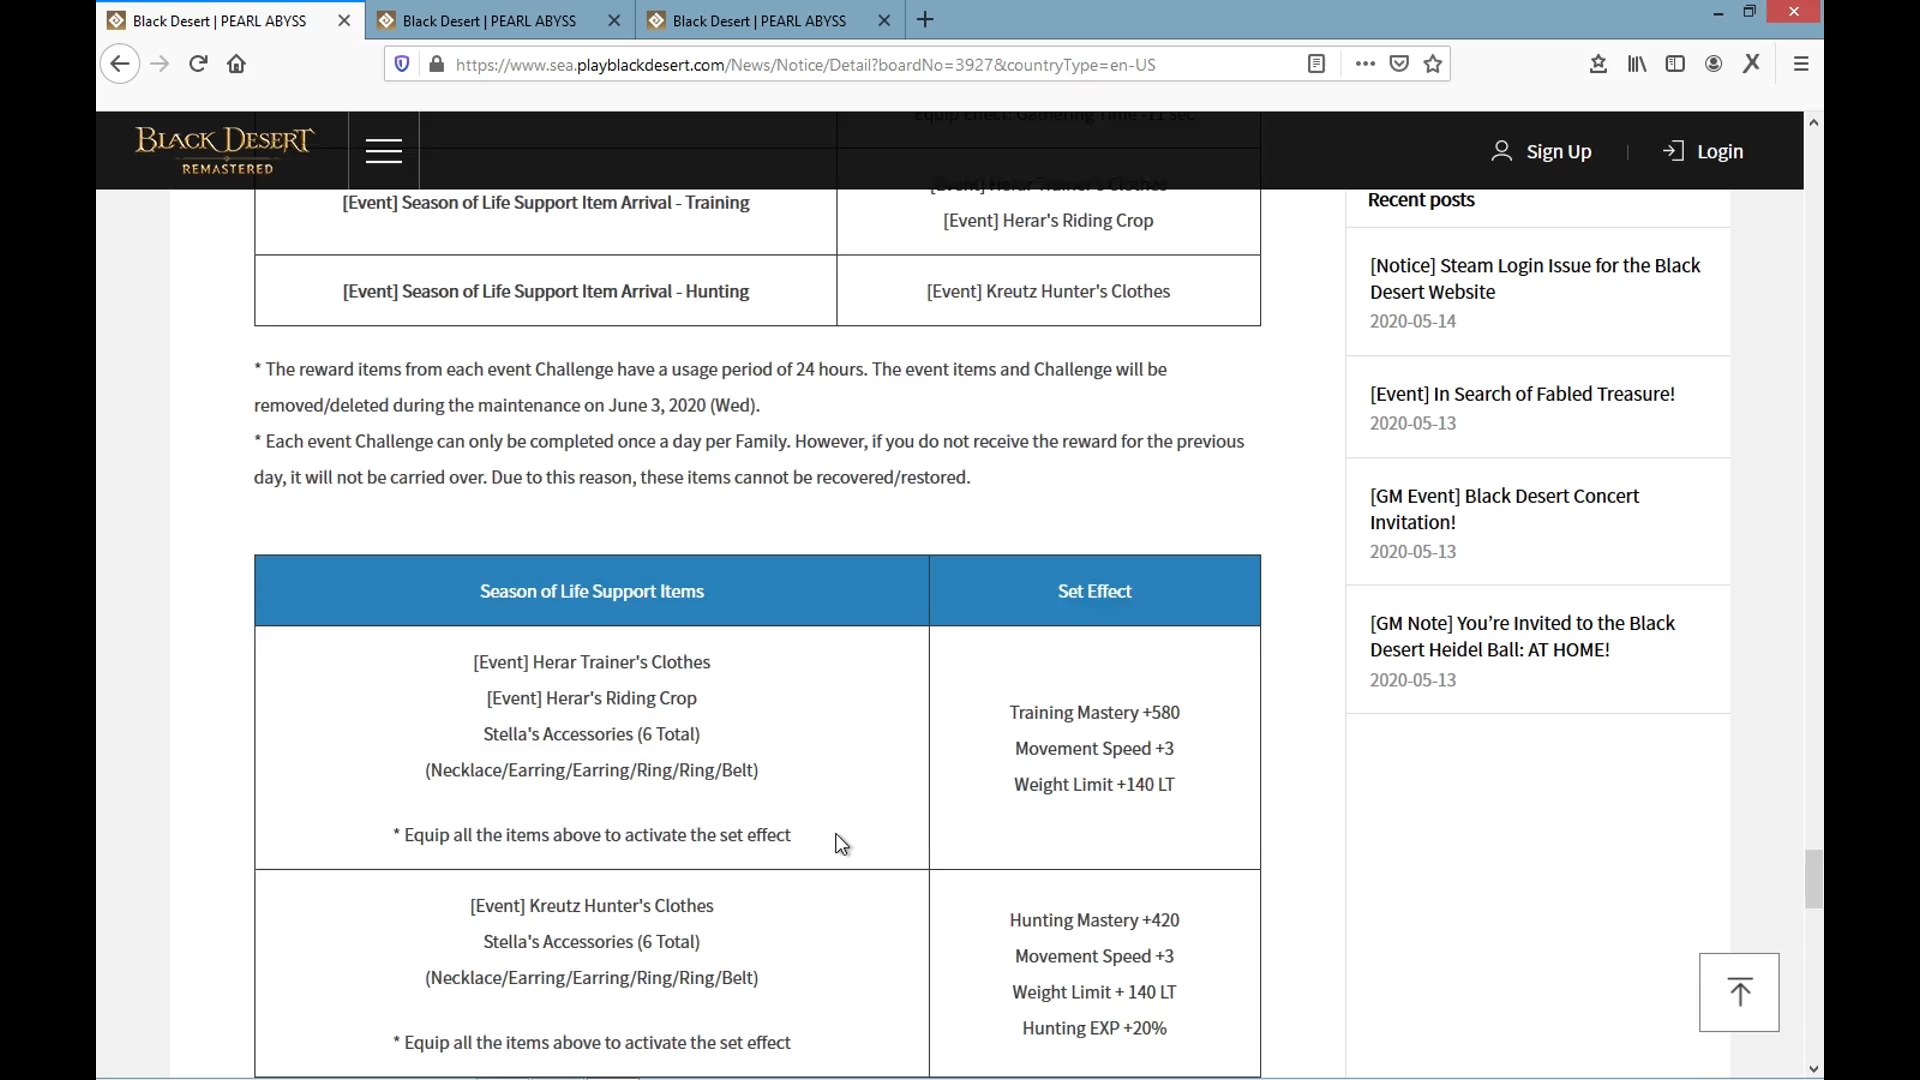 Black Desert | PEARL ABYSS
Black Desert | PEARL ABYSS
Black Desert | PEARL ABYSS
https://www.sea.playblackdesert.com/News/Notice/Detail?boardNo=3927&countryType=en-US
BLACK DESERT
REMASTERED
Sign Up
Login
Equip Effect: Gathering Time -11 sec
[Event] Herar Trainer's Clothes
[Event] Season of Life Support Item Arrival - Training
[Event] Herar's Riding Crop
[Event] Season of Life Support Item Arrival - Hunting
[Event] Kreutz Hunter's Clothes
* The reward items from each event Challenge have a usage period of 24 hours. The event items and Challenge will be
removed/deleted during the maintenance on June 3, 2020 (Wed).
* Each event Challenge can only be completed once a day per Family. However, if you do not receive the reward for the previous
day, it will not be carried over. Due to this reason, these items cannot be recovered/restored.
Season of Life Support Items
Set Effect
[Event] Herar Trainer's Clothes
[Event] Herar's Riding Crop
Stella's Accessories (6 Total)
(Necklace/Earring/Earring/Ring/Ring/Belt)
* Equip all the items above to activate the set effect
Training Mastery +580
Movement Speed +3
Weight Limit +140 LT
[Event] Kreutz Hunter's Clothes
Stella's Accessories (6 Total)
(Necklace/Earring/Earring/Ring/Ring/Belt)
* Equip all the items above to activate the set effect
Hunting Mastery +420
Movement Speed +3
Weight Limit + 140 LT
Hunting EXP +20%
Recent posts
[Notice] Steam Login Issue for the Black
Desert Website
2020-05-14
[Event] In Search of Fabled Treasure!
2020-05-13
[GM Event] Black Desert Concert
Invitation!
2020-05-13
[GM Note] You’re Invited to the Black
Desert Heidel Ball: AT HOME!
2020-05-13